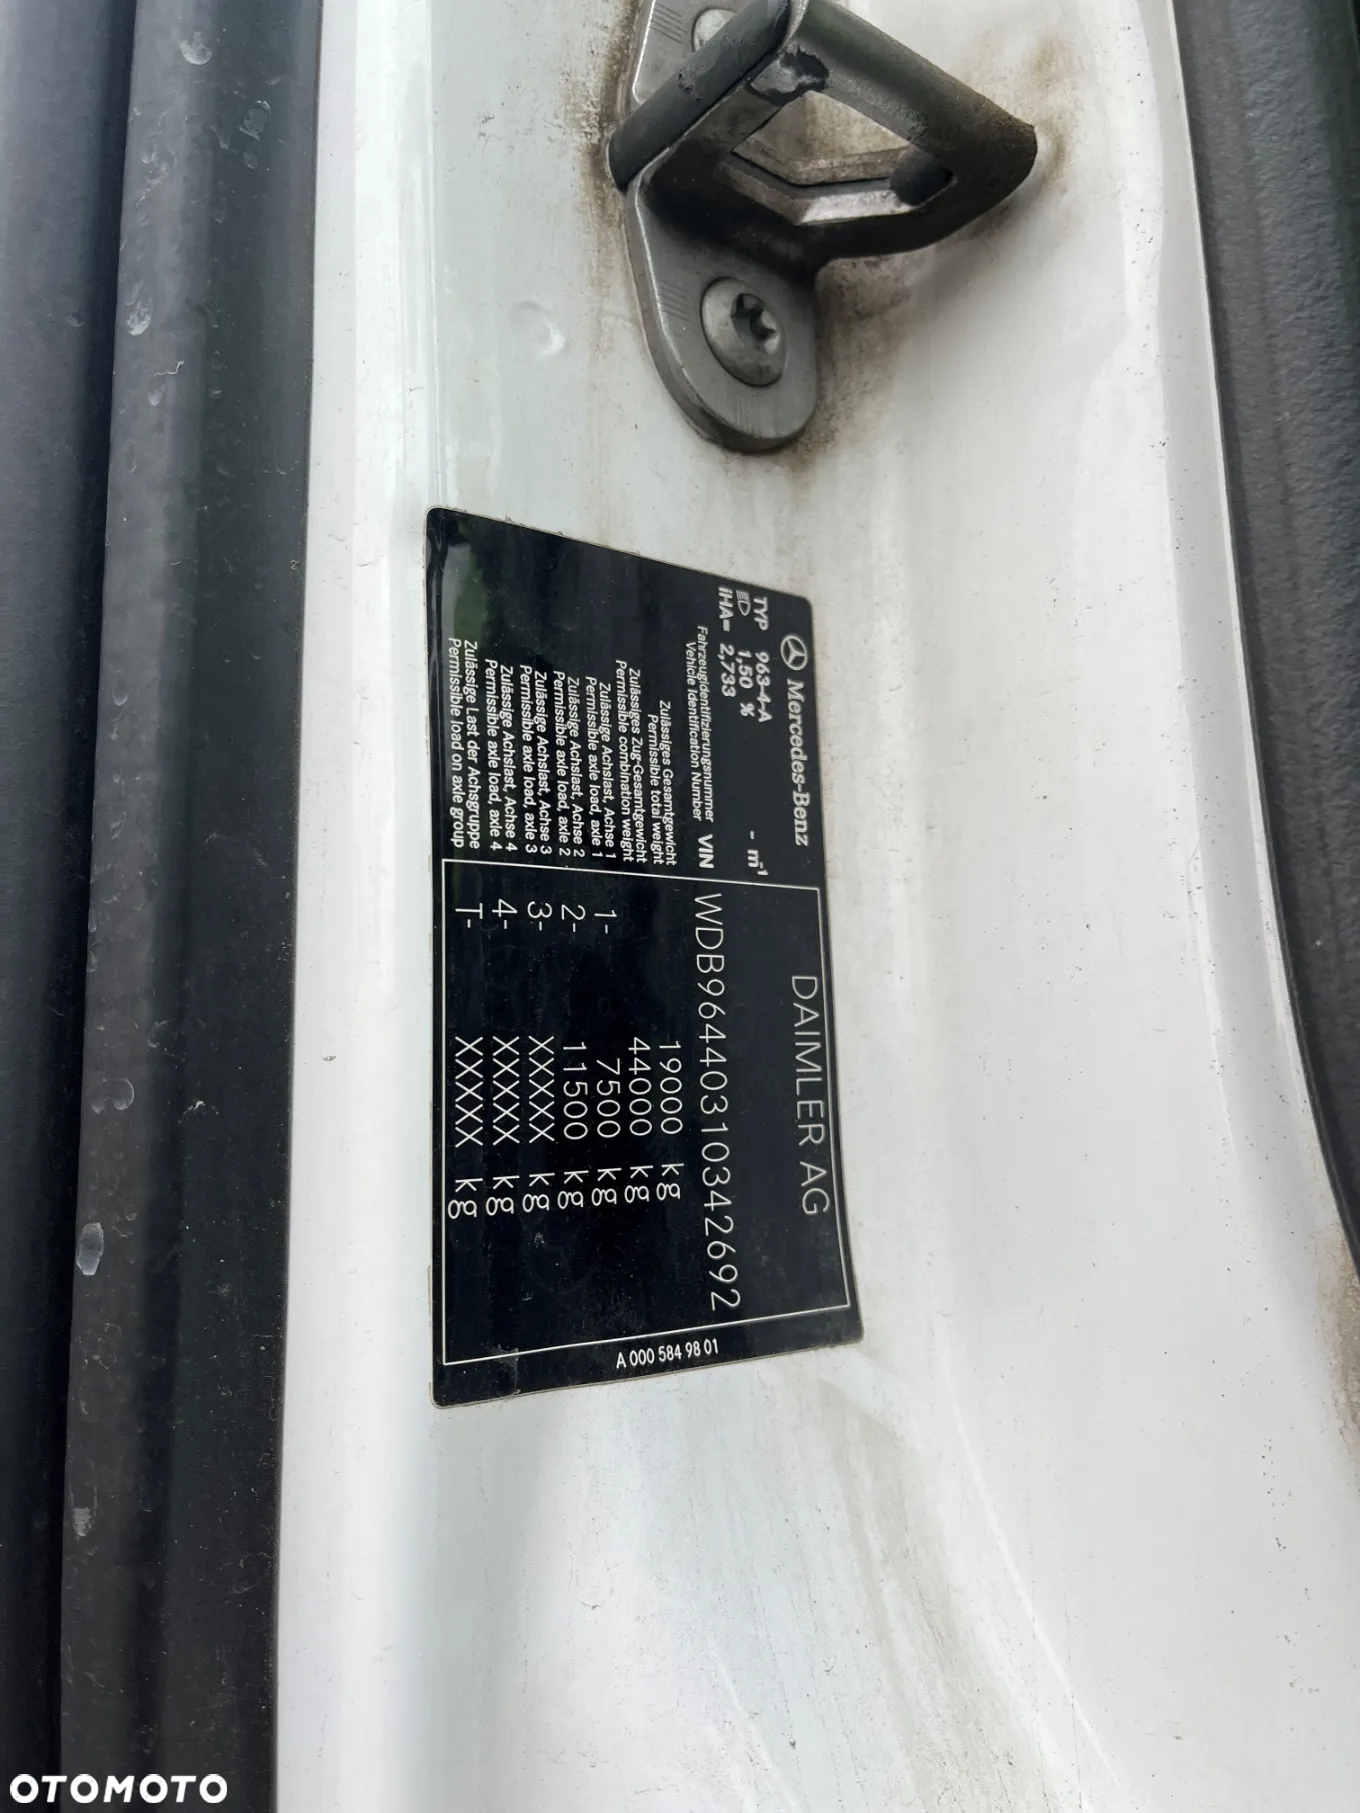 Mercedes-Benz
DAIMLER AG
TYP 963-4-A
1,50 %
- m-1
iHA= 2,733
Fahrzeugidentifizierungsnummer
Vehicle Identification Number
VIN WDB96440310342692
Zulässiges Gesamtgewicht
Permissible total weight
19000 kg
Zulässiges Zug-Gesamtgewicht
Permissible combination weight
44000 kg
Zulässige Achslast, Achse 1
Permissible axle load, axle 1
1- 7500 kg
Zulässige Achslast, Achse 2
Permissible axle load, axle 2
2- 11500 kg
Zulässige Achslast, Achse 3
Permissible axle load, axle 3
3- XXXXX kg
Zulässige Achslast, Achse 4
Permissible axle load, axle 4
4- XXXXX kg
Zulässige Last der Achsgruppe
Permissible load on axle group
T- XXXXX kg
A 000 584 98 01
OTOMOTO